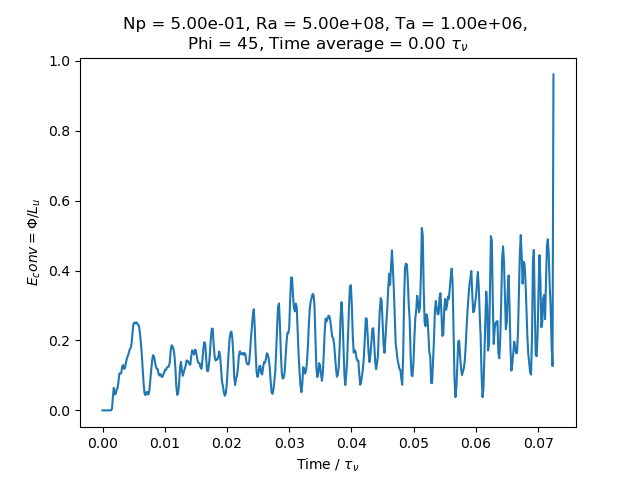 Np = 5.00e-01, Ra = 5.00e+08, Ta = 1.00e+06,
Phi = 45, Time average = 0.00 τᵥ
1.0
0.8
0.6
0.4
0.2
0.0
E_conv = Φ/L_u
0.00 0.01 0.02 0.03 0.04 0.05 0.06 0.07
Time / τᵥ